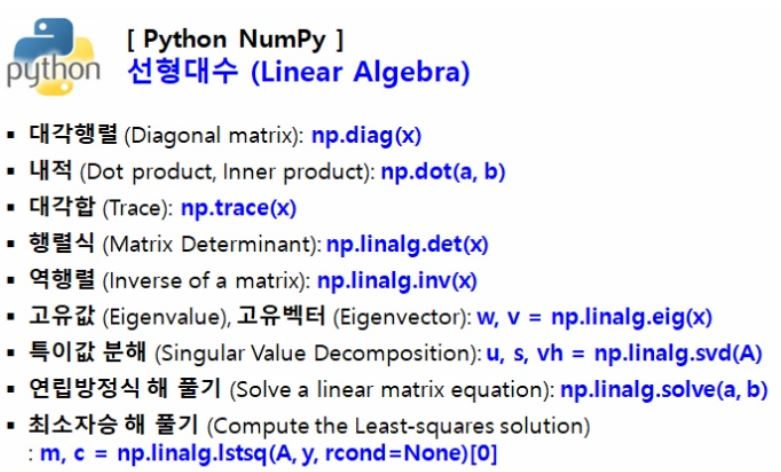 python
[ Python NumPy ]
선형대수 (Linear Algebra)
▪ 대각행렬 (Diagonal matrix): np.diag(x)
▪ 내적 (Dot product, Inner product): np.dot(a, b)
▪ 대각합 (Trace): np.trace(x)
▪ 행렬식 (Matrix Determinant): np.linalg.det(x)
▪ 역행렬 (Inverse of a matrix): np.linalg.inv(x)
▪ 고유값 (Eigenvalue), 고유벡터 (Eigenvector): w, v = np.linalg.eig(x)
▪ 특이값 분해 (Singular Value Decomposition): u, s, vh = np.linalg.svd(A)
▪ 연립방정식 해 풀기 (Solve a linear matrix equation): np.linalg.solve(a, b)
▪ 최소자승 해 풀기 (Compute the Least-squares solution)
: m, c = np.linalg.lstsq(A, y, rcond=None)[0]